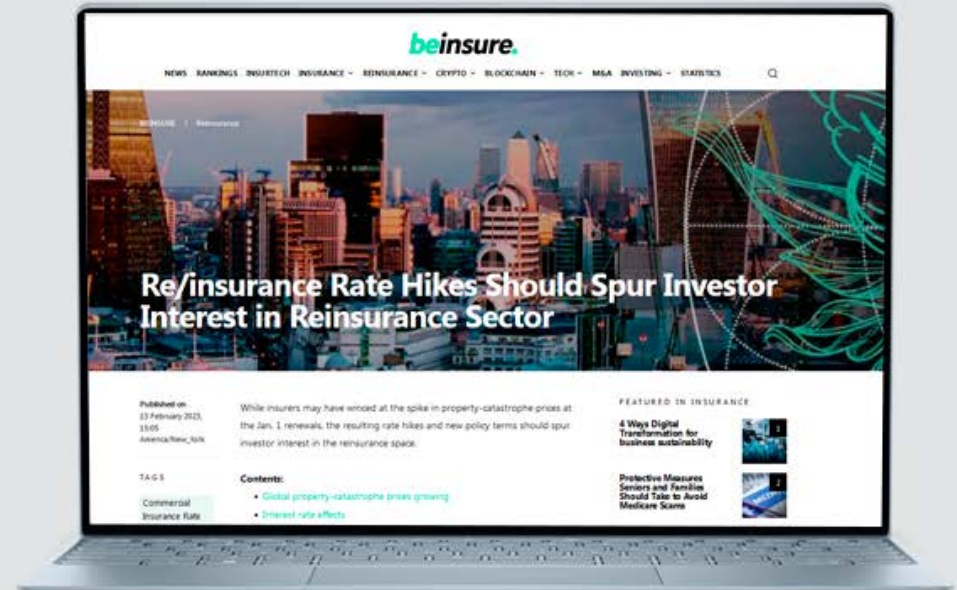 beinsure.
NEWS RANKINGS INSURTECH INSURANCE REINSURANCE CRYPTO BLOCKCHAIN TECH M&A INVESTING STATISTICS
BEINSURE | Reinsurance
Re/insurance Rate Hikes Should Spur Investor
Interest in Reinsurance Sector
Published on
13 February 2023,
15:05
America/New_York
TAGS
Commercial
Insurance Rate
While insurers may have winced at the spike in property-catastrophe prices at
the Jan. 1 renewals, the resulting rate hikes and new policy terms should spur
investor interest in the reinsurance space.
Contents:
• Global property-catastrophe prices growing
• Interest rate effects
FEATURED IN INSURANCE
4 Ways Digital
Transformation for
business sustainability
1
Protective Measures
Seniors and Families
Should Take to Avoid
Medicare Scams
2